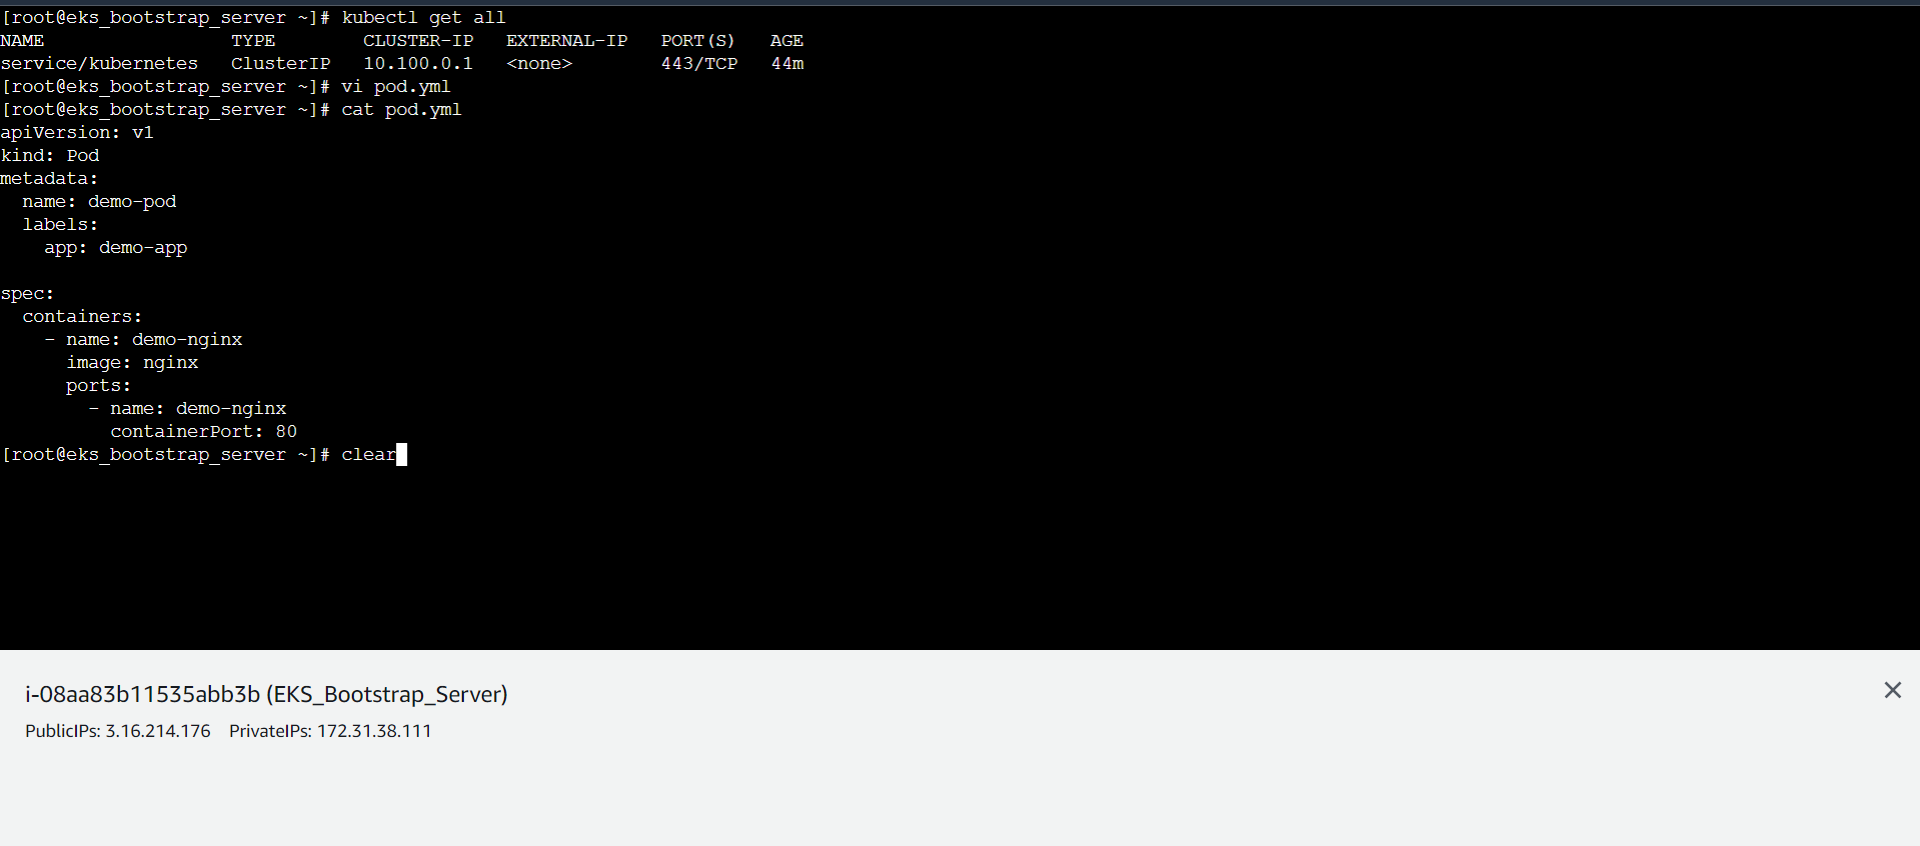 [root@eks_bootstrap_server ~]# kubectl get all
NAME                 TYPE        CLUSTER-IP   EXTERNAL-IP   PORT(S)   AGE
service/kubernetes   ClusterIP   10.100.0.1   <none>        443/TCP   44m
[root@eks_bootstrap_server ~]# vi pod.yml
[root@eks_bootstrap_server ~]# cat pod.yml
apiVersion: v1
kind: Pod
metadata:
  name: demo-pod
  labels:
    app: demo-app

spec:
  containers:
    - name: demo-nginx
      image: nginx
      ports:
        - name: demo-nginx
          containerPort: 80
[root@eks_bootstrap_server ~]# clear
i-08aa83b11535abb3b (EKS_Bootstrap_Server)
PublicIPs: 3.16.214.176    PrivateIPs: 172.31.38.111